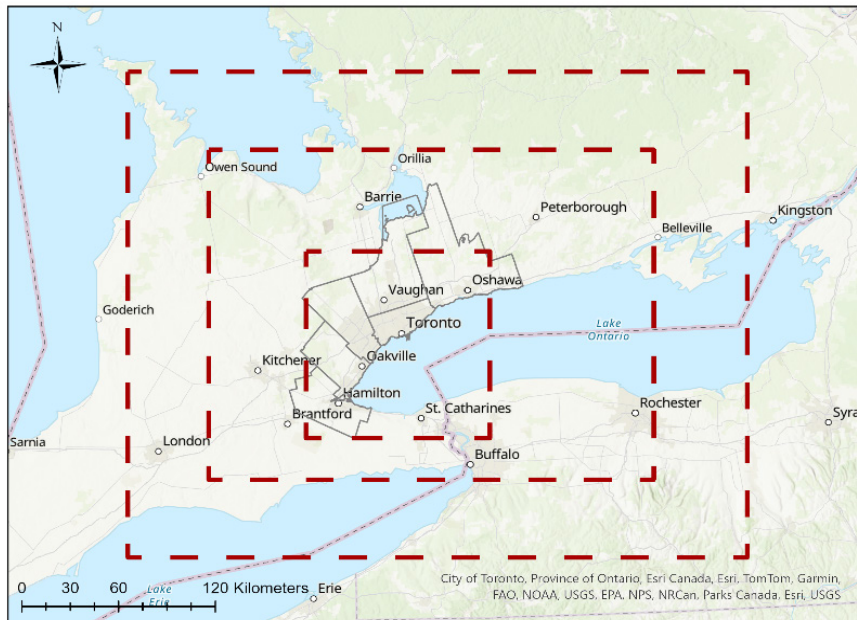 N
Orillia
Owen Sound
Barrie
Peterborough
Belleville
Kingston
Vaughan
Oshawa
Goderich
Toronto
Lake
Ontario
Kitchener
Oakville
Hamilton
St. Catharines
Rochester
Brantford
Syra
Sarnia
London
Buffalo
0 30 60 120 Kilometers
Lake
Erie
Erie
City of Toronto, Province of Ontario, Esri Canada, Esri, TomTom, Garmin,
FAO, NOAA, USGS, EPA, NPS, NRCan, Parks Canada, Esri, USGS